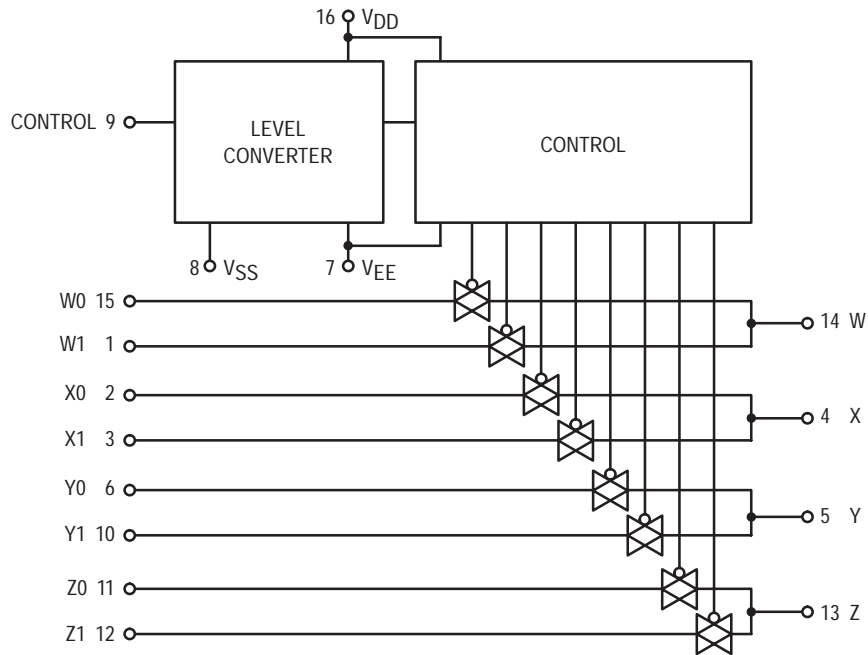 16 VDD
CONTROL 9
LEVEL
CONVERTER
CONTROL
8 VSS
7 VEE
W0 15
14 W
W1 1
X0 2
4 X
X1 3
Y0 6
5 Y
Y1 10
Z0 11
13 Z
Z1 12